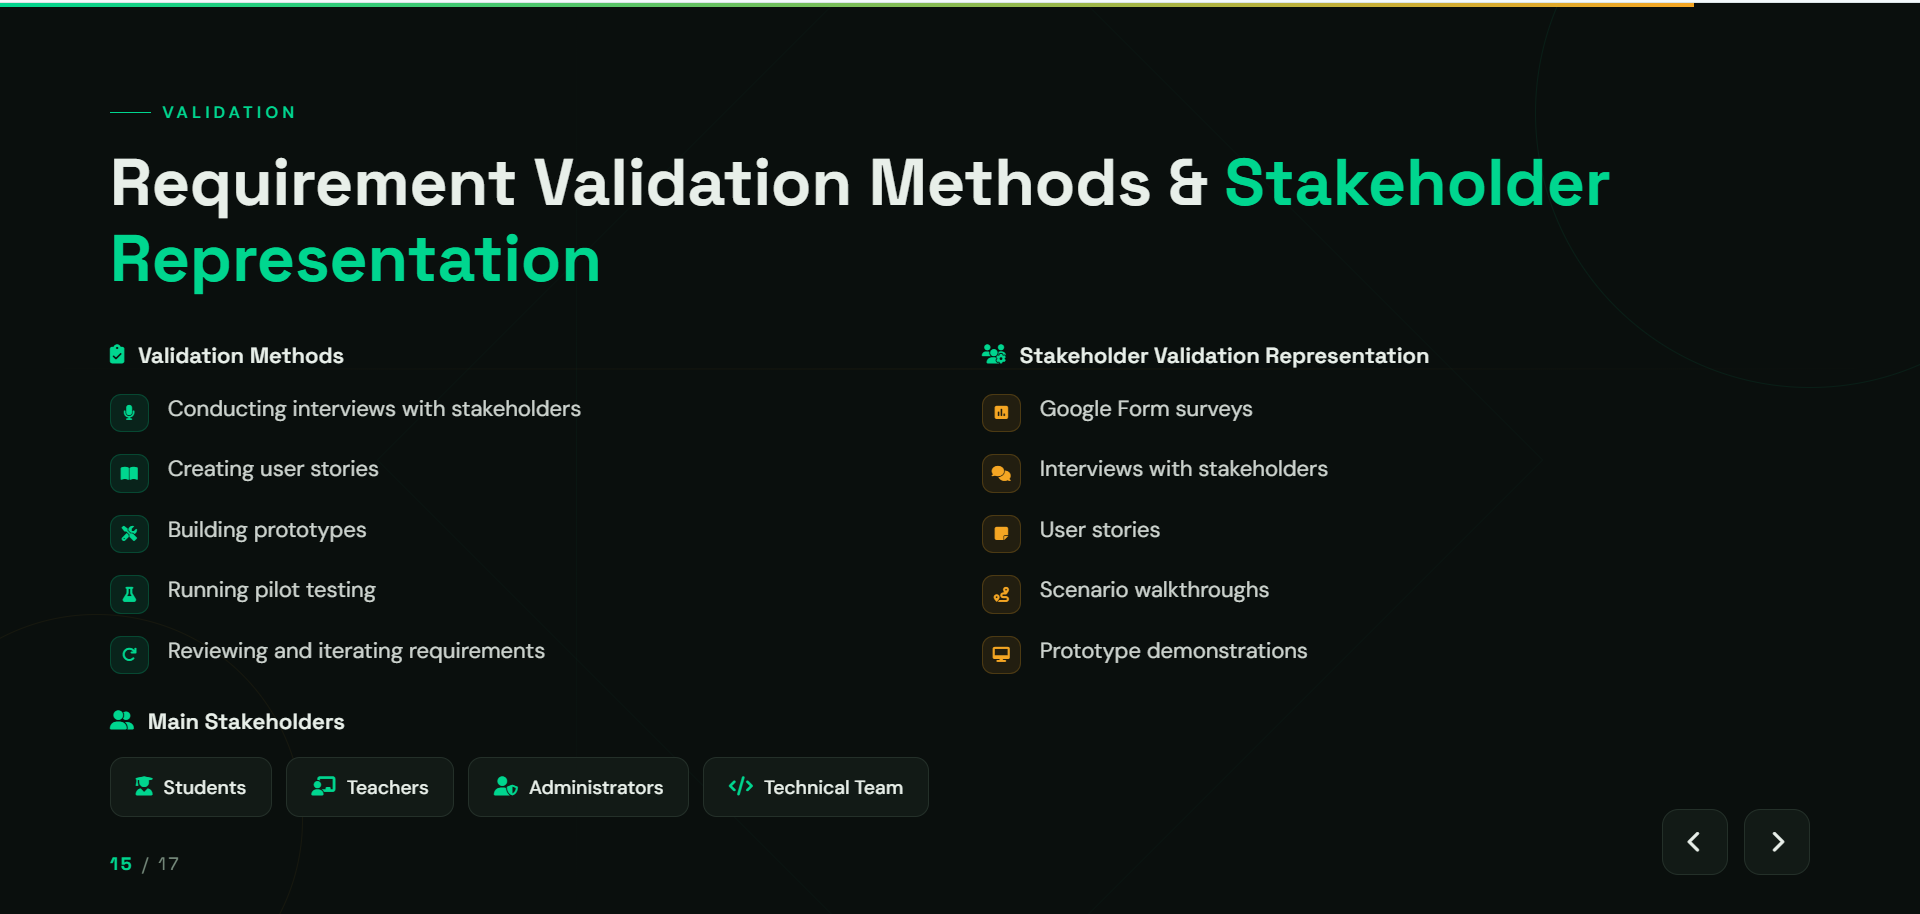 VALIDATION
Requirement Validation Methods & Stakeholder
Representation
Validation Methods
Conducting interviews with stakeholders
Creating user stories
Building prototypes
Running pilot testing
Reviewing and iterating requirements
Stakeholder Validation Representation
Google Form surveys
Interviews with stakeholders
User stories
Scenario walkthroughs
Prototype demonstrations
Main Stakeholders
Students
Teachers
Administrators
Technical Team
15 / 17